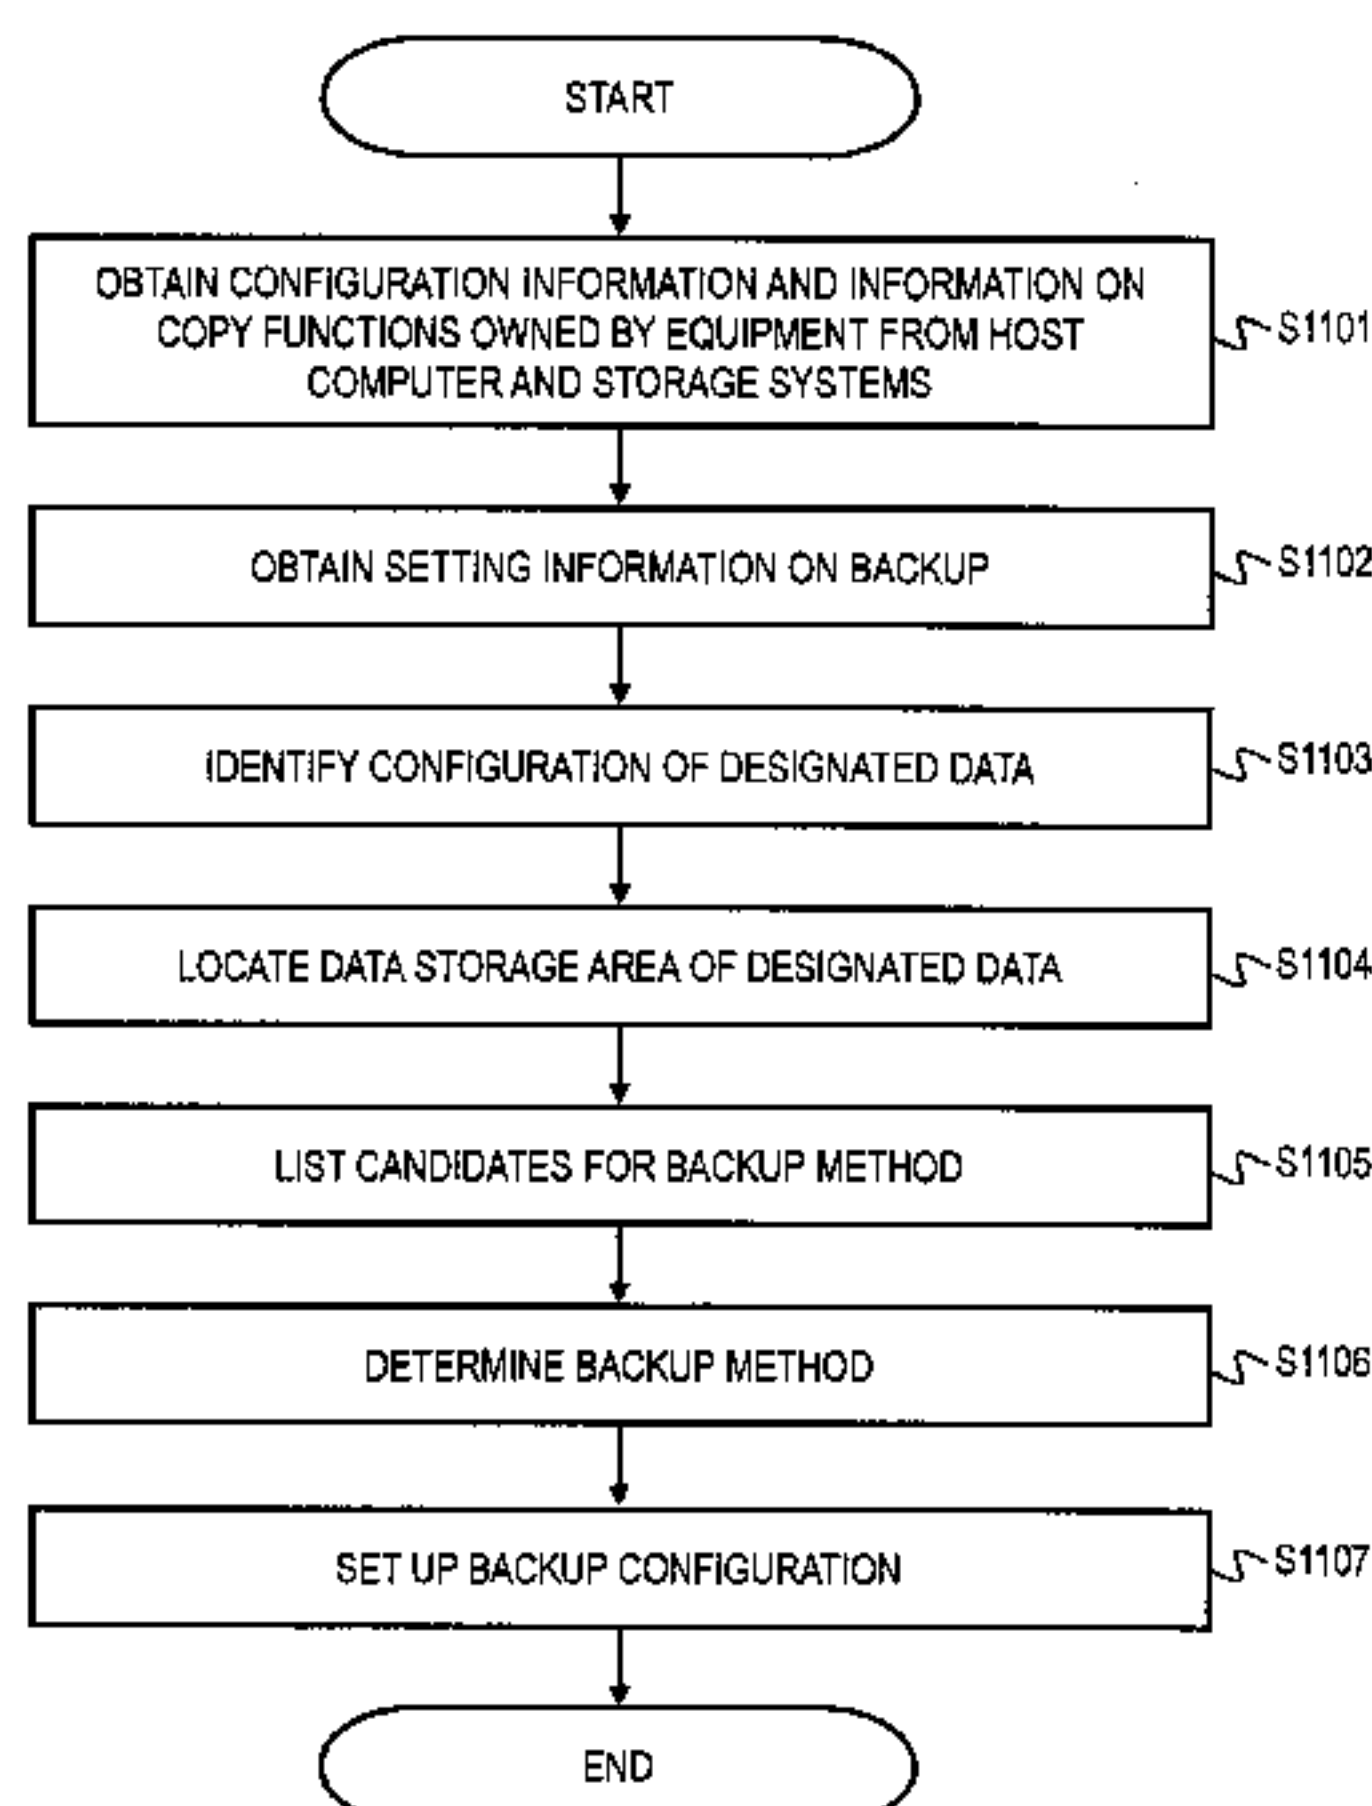 START
OBTAIN CONFIGURATION INFORMATION AND INFORMATION ON
COPY FUNCTIONS OWNED BY EQUIPMENT FROM HOST
COMPUTER AND STORAGE SYSTEMS
S1101
OBTAIN SETTING INFORMATION ON BACKUP
S1102
IDENTIFY CONFIGURATION OF DESIGNATED DATA
S1103
LOCATE DATA STORAGE AREA OF DESIGNATED DATA
S1104
LIST CANDIDATES FOR BACKUP METHOD
S1105
DETERMINE BACKUP METHOD
S1106
SET UP BACKUP CONFIGURATION
S1107
END